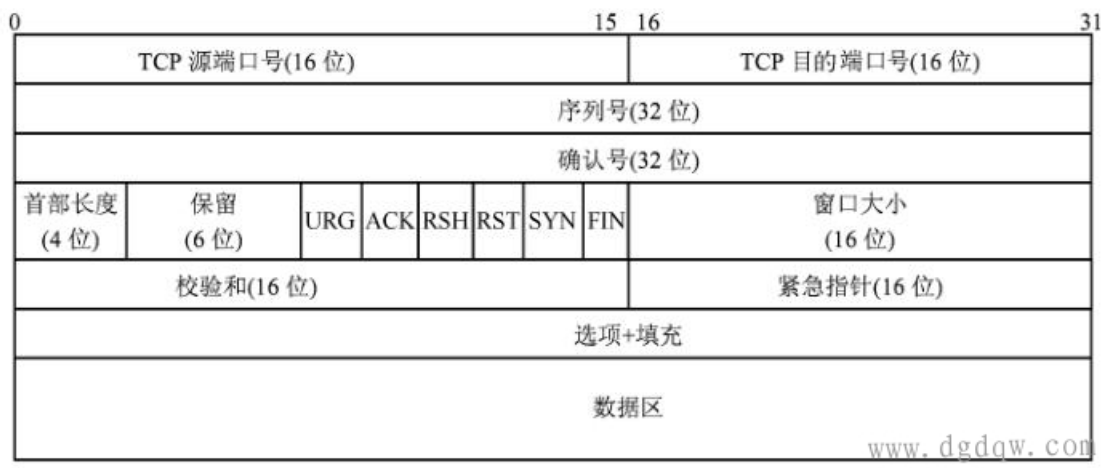 0 15 16 31
TCP 源端口号(16 位) TCP 目的端口号(16 位)
序列号(32 位)
确认号(32 位)
首部长度 保留 URG ACK RSH RST SYN FIN 窗口大小
(4 位) (6 位) (16 位)
校验和(16 位) 紧急指针(16 位)
选项+填充
数据区
www.dgdqw.com